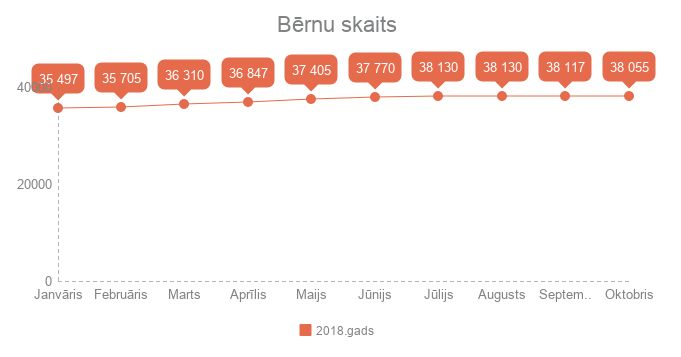 Bērnu skaits
35 497 35 705 36 310 36 847 37 405 37 770 38 130 38 130 38 117 38 055
40000
20000
0
Janvāris Februāris Marts Aprīlis Maijs Jūnijs Jūlijs Augusts Septem.. Oktobris
2018.gads